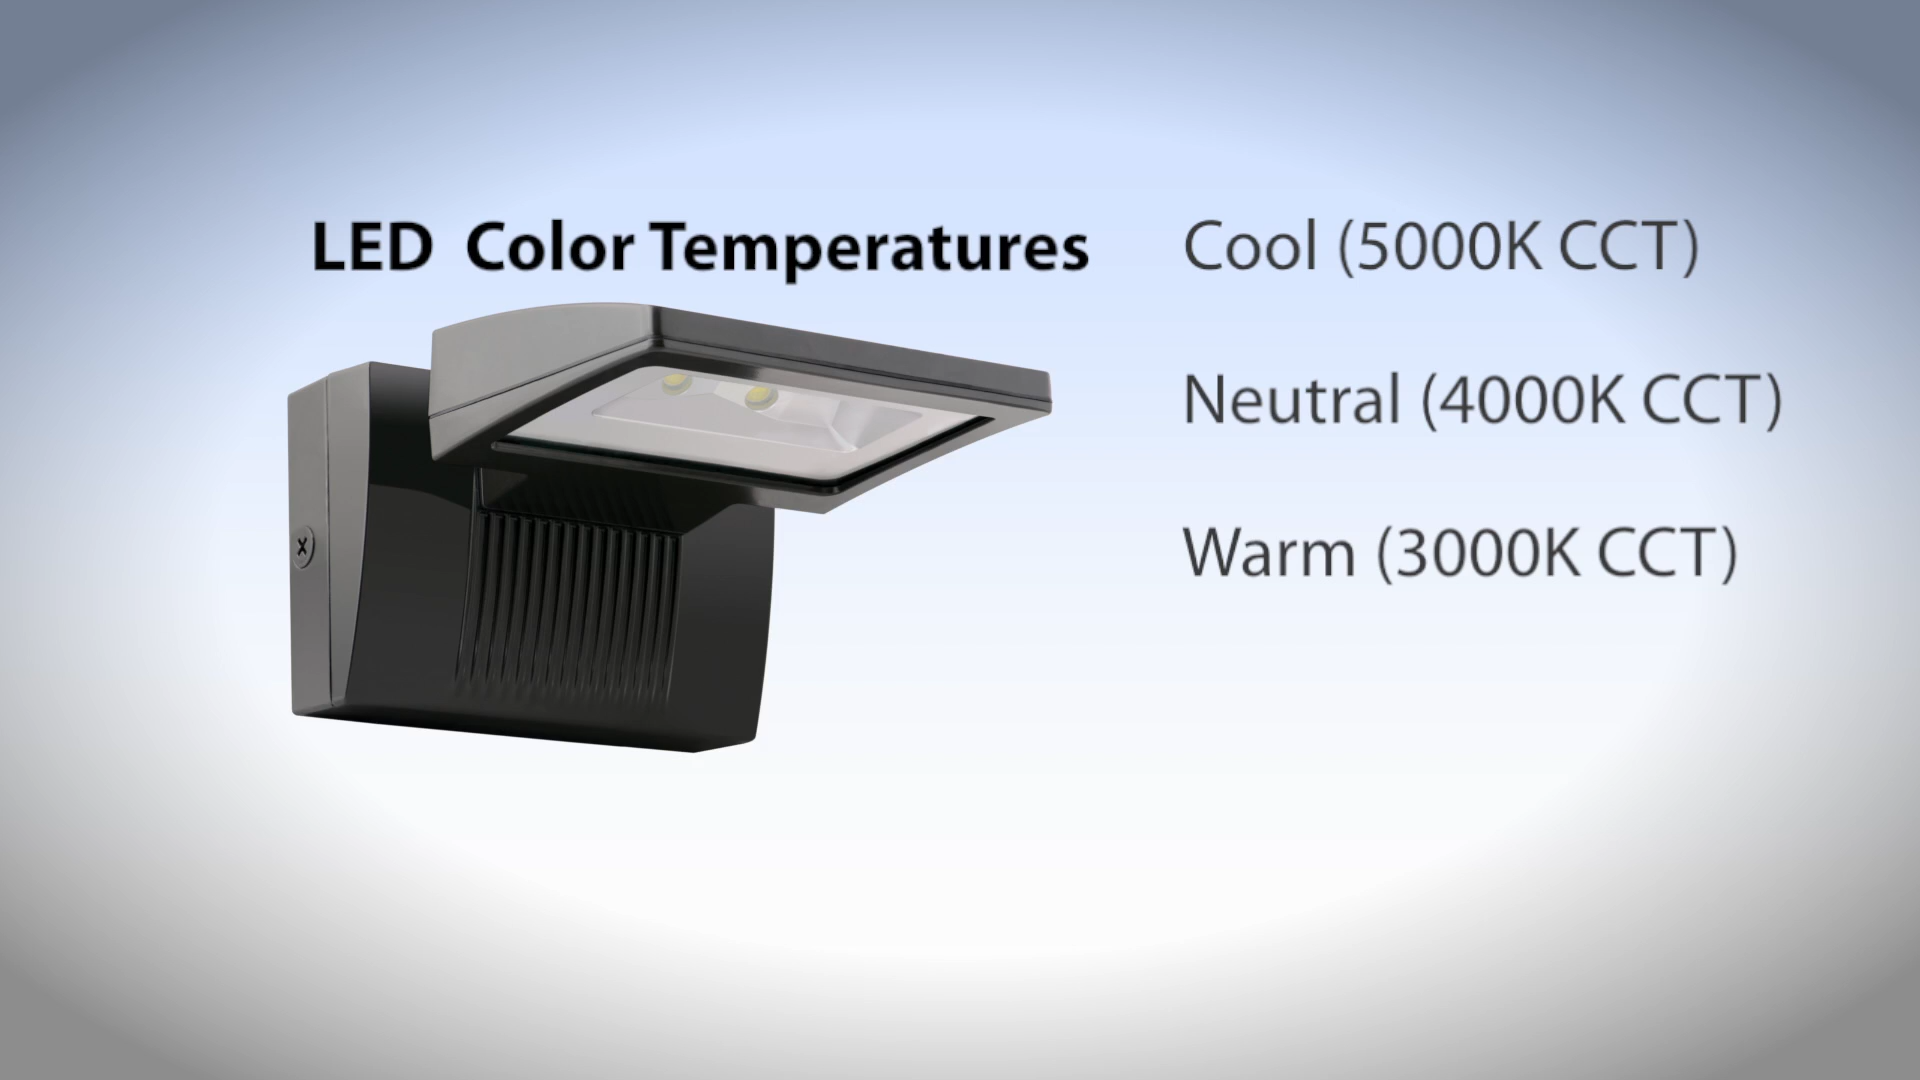 LED Color Temperatures
Cool (5000K CCT)
Neutral (4000K CCT)
Warm (3000K CCT)